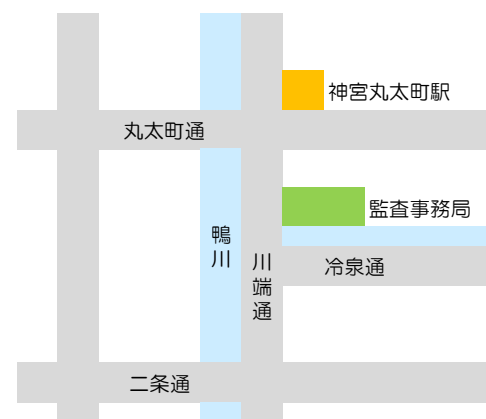 神宮丸太町駅
丸太町通
監査事務局
鴨川
川端通
冷泉通
二条通